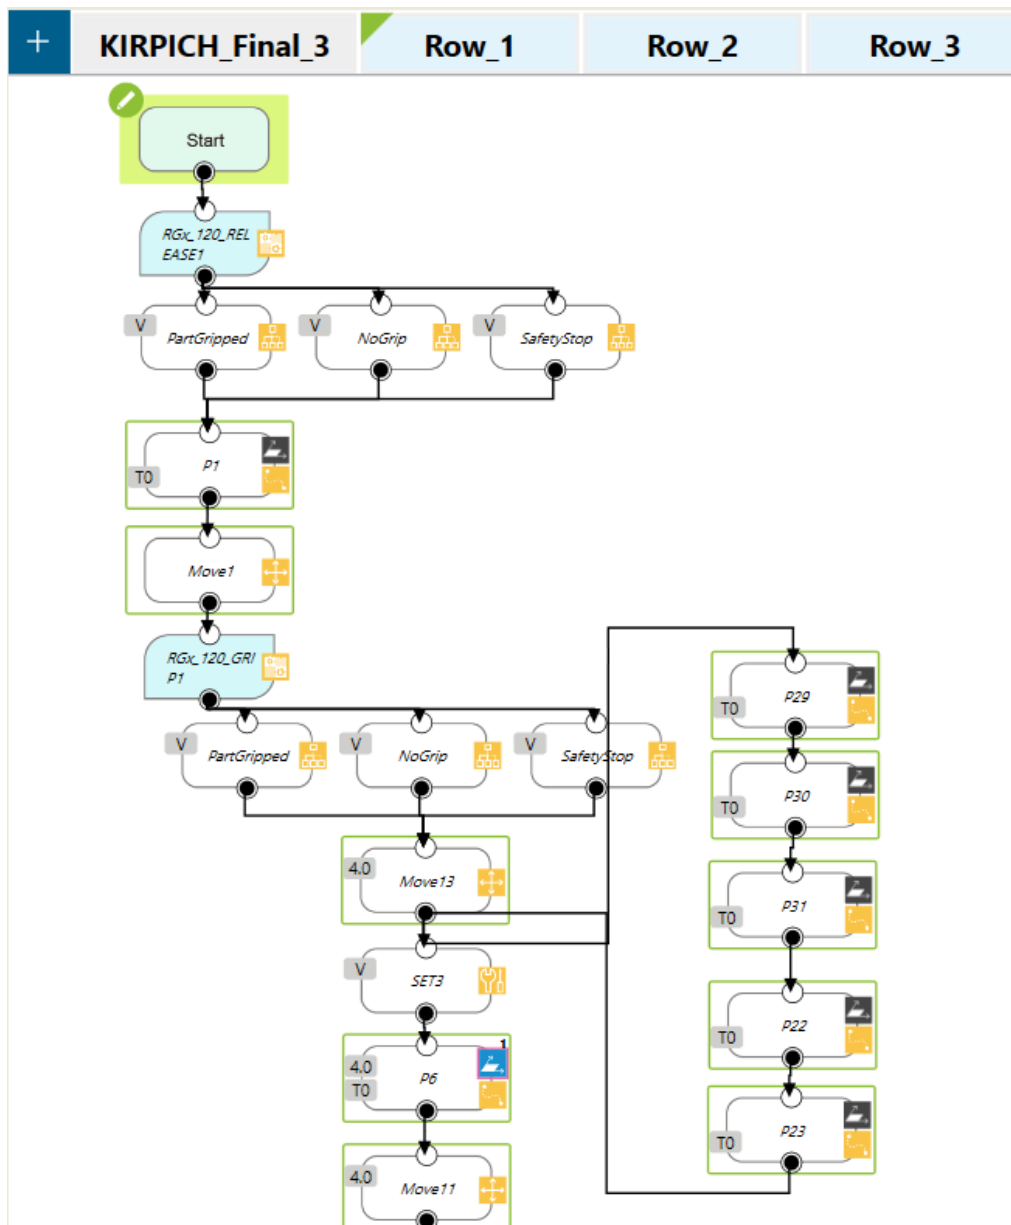 +
KIRPICH_Final_3
Row_1
Row_2
Row_3
Start
RGx_120_REL
EASE1
V
PartGripped
V
NoGrip
V
SafetyStop
P1
T0
Move1
RGx_120_GRI
P1
V
PartGripped
V
NoGrip
V
SafetyStop
4.0
Move13
V
SET3
1
4.0
T0
P6
4.0
Move11
P29
T0
P30
T0
P31
T0
P22
T0
P23
T0